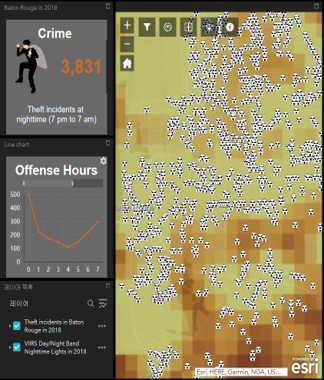 Baton Rouge in 2018
Crime
3,831
Theft incidents at
nighttime (7 pm to 7 am)
Line chart
Offense Hours
500
400
300
200
100
0
0 1 2 3 4 5 6 7
레이어 목록
레이어
Theft incidents in Baton
Rouge in 2018
VIIRS Day/Night Band
Nighttime Lights in 2018
Esri, HERE, Garmin, NGA, US...
POWERED BY
esri